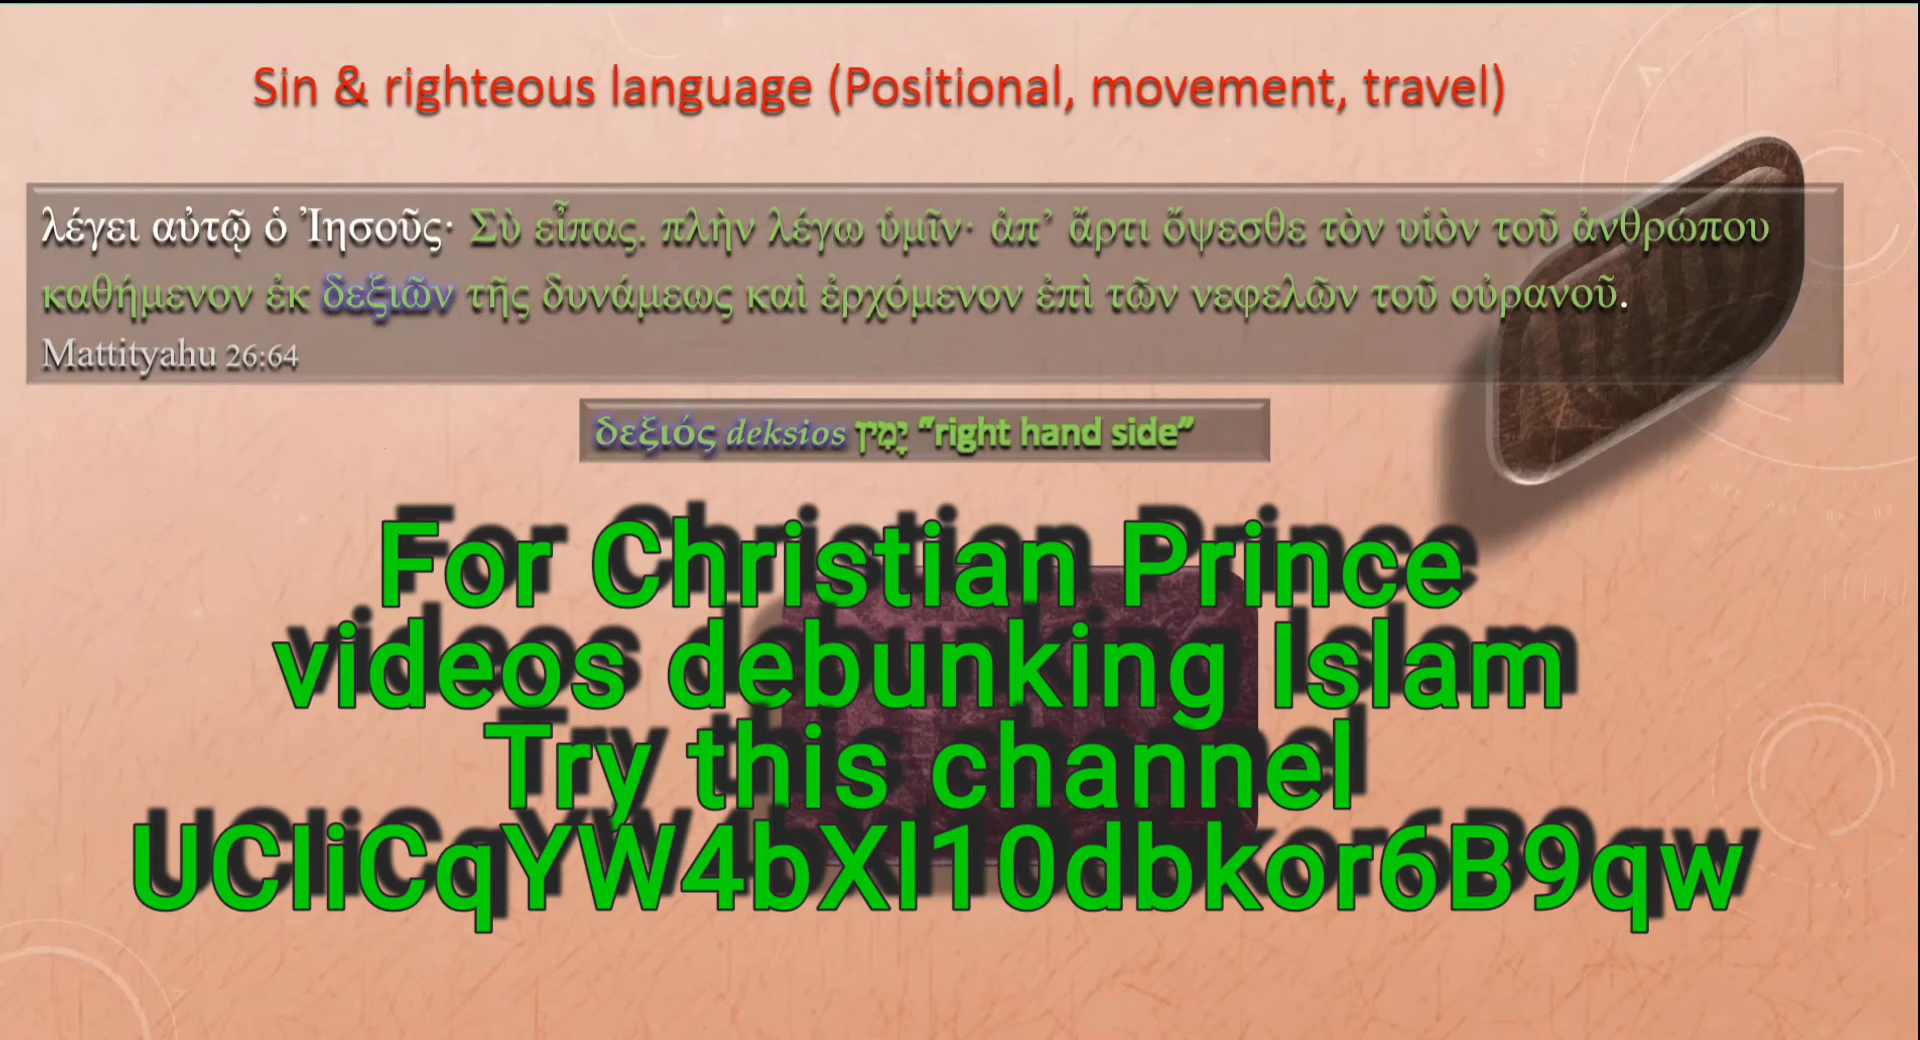 Sin & righteous language (Positional, movement, travel)
λέγει αὐτῷ ὁ Ἰησοῦς· Σὺ εἶπας. πλὴν λέγω ὑμῖν· ἀπ’ ἄρτι ὄψεσθε τὸν υἱὸν τοῦ ἀνθρώπου
καθήμενον ἐκ δεξιῶν τῆς δυνάμεως καὶ ἐρχόμενον ἐπὶ τῶν νεφελῶν τοῦ οὐρανοῦ.
Mattityahu 26:64
δεξιός deksios יָמִין “right hand side”
For Christian Prince
videos debunking Islam
Try this channel
UCIiCqYW4bXl10dbkor6B9qw